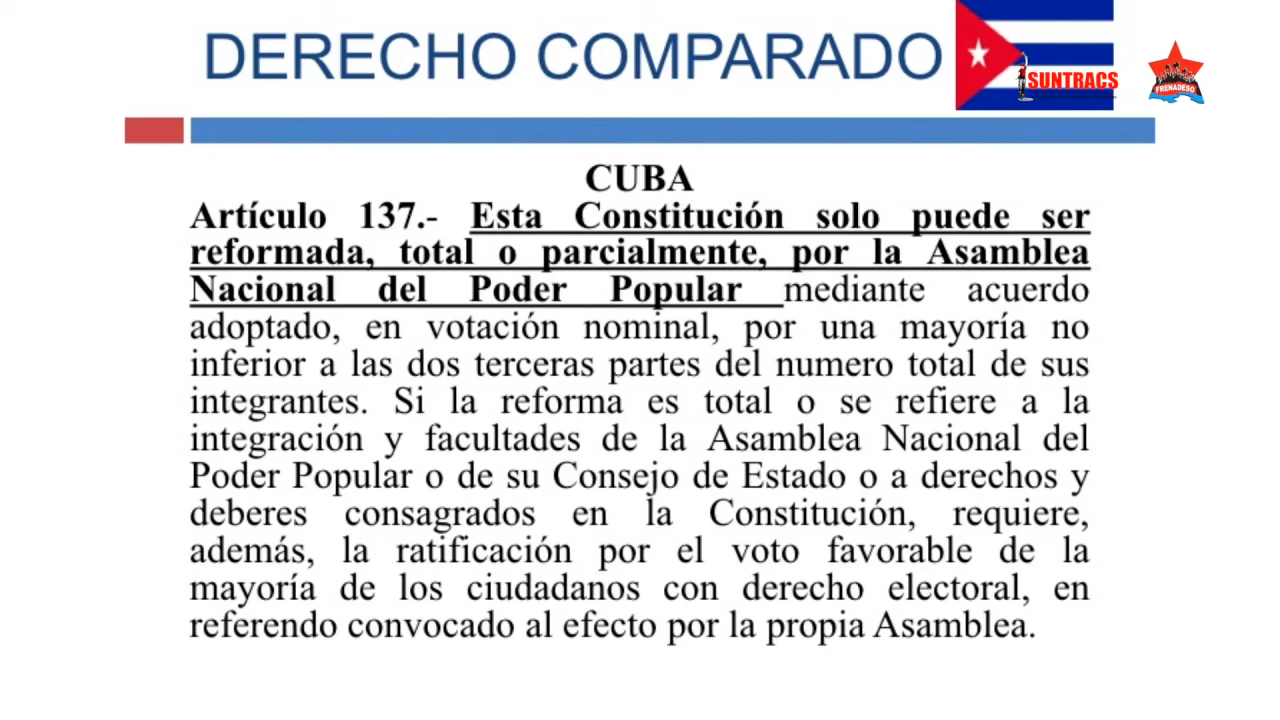 DERECHO COMPARADO
SUNTRACS
FRENADESO
CUBA
Artículo 137.- Esta Constitución solo puede ser
reformada, total o parcialmente, por la Asamblea
Nacional del Poder Popular mediante acuerdo
adoptado, en votación nominal, por una mayoría no
inferior a las dos terceras partes del numero total de sus
integrantes. Si la reforma es total o se refiere a la
integración y facultades de la Asamblea Nacional del
Poder Popular o de su Consejo de Estado o a derechos y
deberes consagrados en la Constitución, requiere,
además, la ratificación por el voto favorable de la
mayoría de los ciudadanos con derecho electoral, en
referendo convocado al efecto por la propia Asamblea.